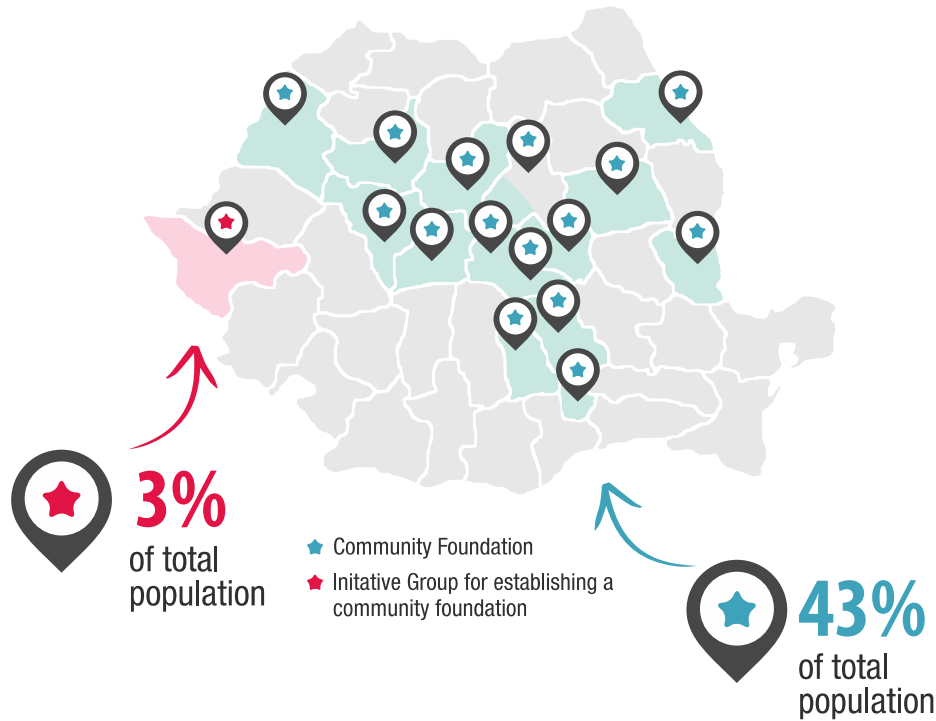 3%
of total
population
Community Foundation
Initative Group for establishing a
community foundation
43%
of total
population